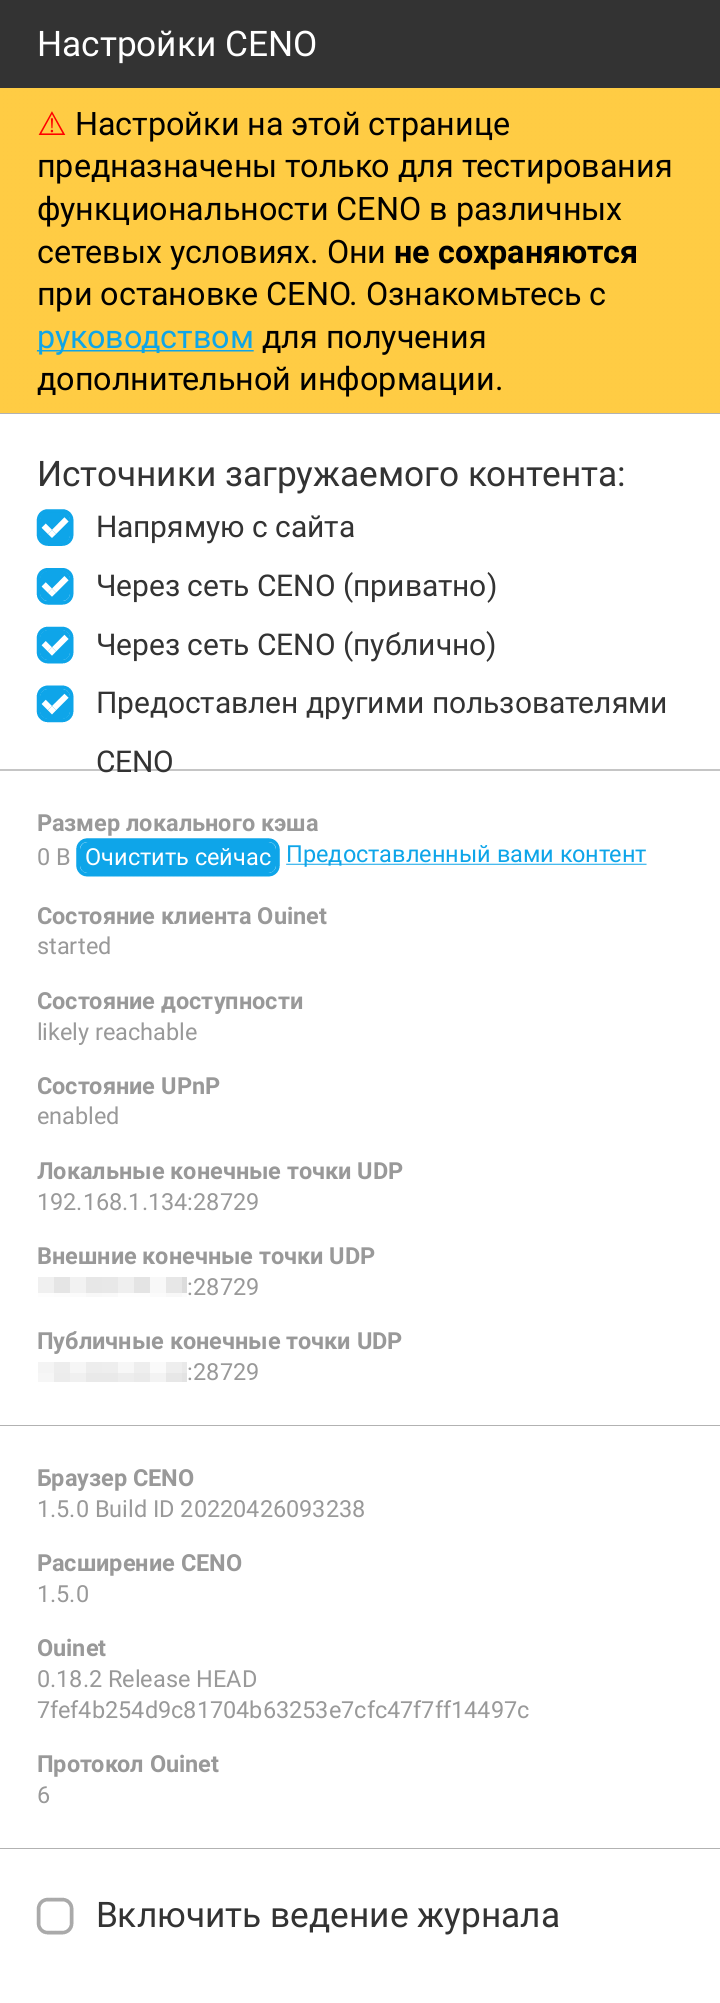 Настройки CENO
⚠ Настройки на этой странице
предназначены только для тестирования
функциональности CENO в различных
сетевых условиях. Они не сохраняются
при остановке CENO. Ознакомьтесь с
руководством для получения
дополнительной информации.
Источники загружаемого контента:
Напрямую с сайта
Через сеть CENO (приватно)
Через сеть CENO (публично)
Предоставлен другими пользователями
CENO
Размер локального кэша
0 B Очистить сейчас Предоставленный вами контент
Состояние клиента Ouinet
started
Состояние доступности
likely reachable
Состояние UPnP
enabled
Локальные конечные точки UDP
192.168.1.134:28729
Внешние конечные точки UDP
:28729
Публичные конечные точки UDP
:28729
Браузер CENO
1.5.0 Build ID 20220426093238
Расширение CENO
1.5.0
Ouinet
0.18.2 Release HEAD
7fef4b254d9c81704b63253e7cfc47f7ff14497c
Протокол Ouinet
6
Включить ведение журнала